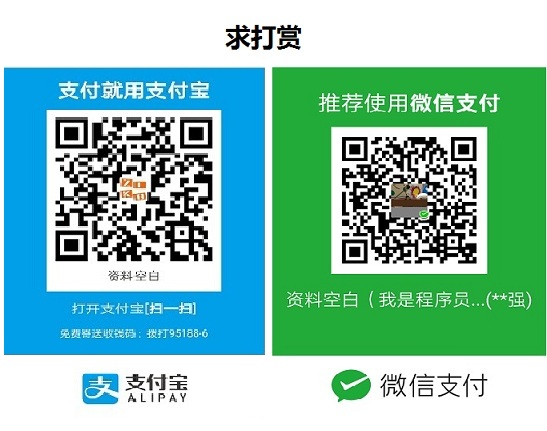 求打赏
支付就用支付宝
资料空白
打开支付宝[扫一扫]
免费寄送收钱码：拨打95188-6
支付宝
ALIPAY
推荐使用微信支付
资料空白（我是程序员...(**强)
微信支付